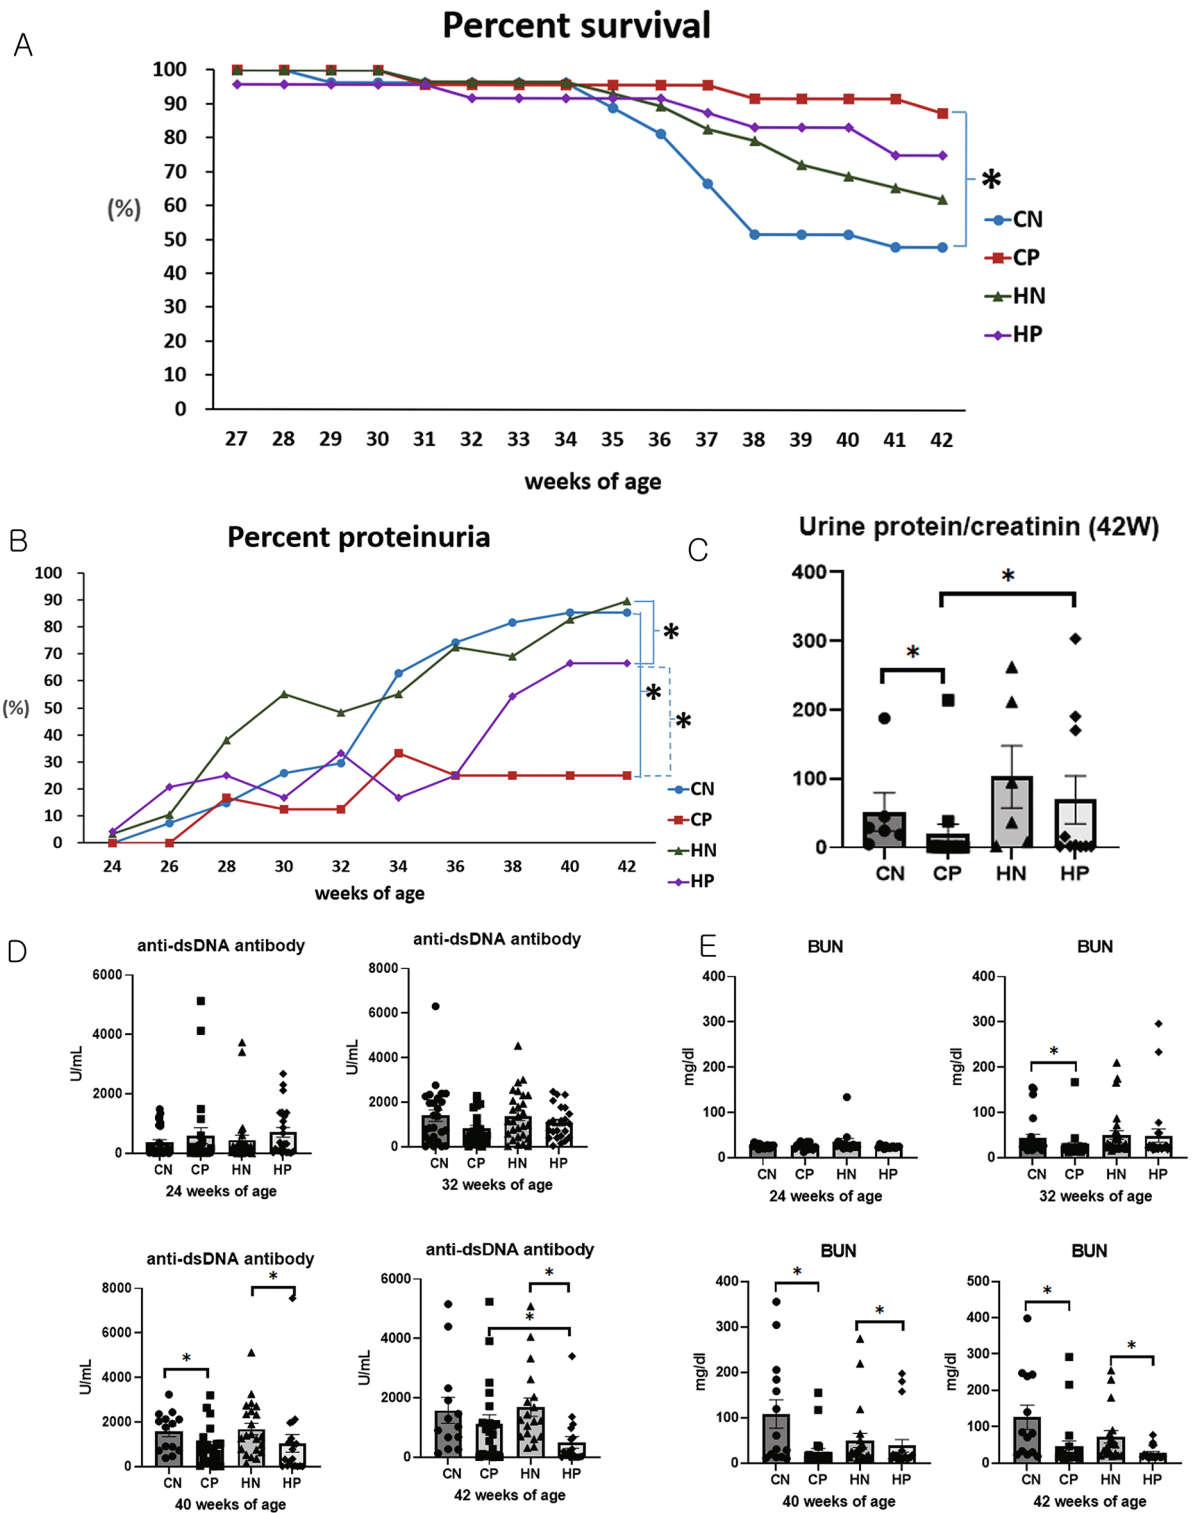 A
Percent survival
100
90
80
70
60
50
40
30
20
10
0
(%)
27 28 29 30 31 32 33 34 35 36 37 38 39 40 41 42
weeks of age
*
CN
CP
HN
HP
B
Percent proteinuria
100
90
80
70
60
50
40
30
20
10
0
(%)
24 26 28 30 32 34 36 38 40 42
weeks of age
*
*
*
CN
CP
HN
HP
C
Urine protein/creatinin (42W)
400
300
200
100
0
*
*
CN CP HN HP
D
anti-dsDNA antibody
6000
4000
2000
0
U/mL
CN CP HN HP
24 weeks of age
anti-dsDNA antibody
8000
6000
4000
2000
0
U/mL
CN CP HN HP
32 weeks of age
anti-dsDNA antibody
8000
6000
4000
2000
0
U/mL
*
*
CN CP HN HP
40 weeks of age
anti-dsDNA antibody
6000
4000
2000
0
U/mL
*
*
CN CP HN HP
42 weeks of age
E
BUN
400
300
200
100
0
mg/dl
CN CP HN HP
24 weeks of age
BUN
400
300
200
100
0
mg/dl
*
CN CP HN HP
32 weeks of age
BUN
400
300
200
100
0
mg/dl
*
*
CN CP HN HP
40 weeks of age
BUN
500
400
300
200
100
0
mg/dl
*
*
CN CP HN HP
42 weeks of age